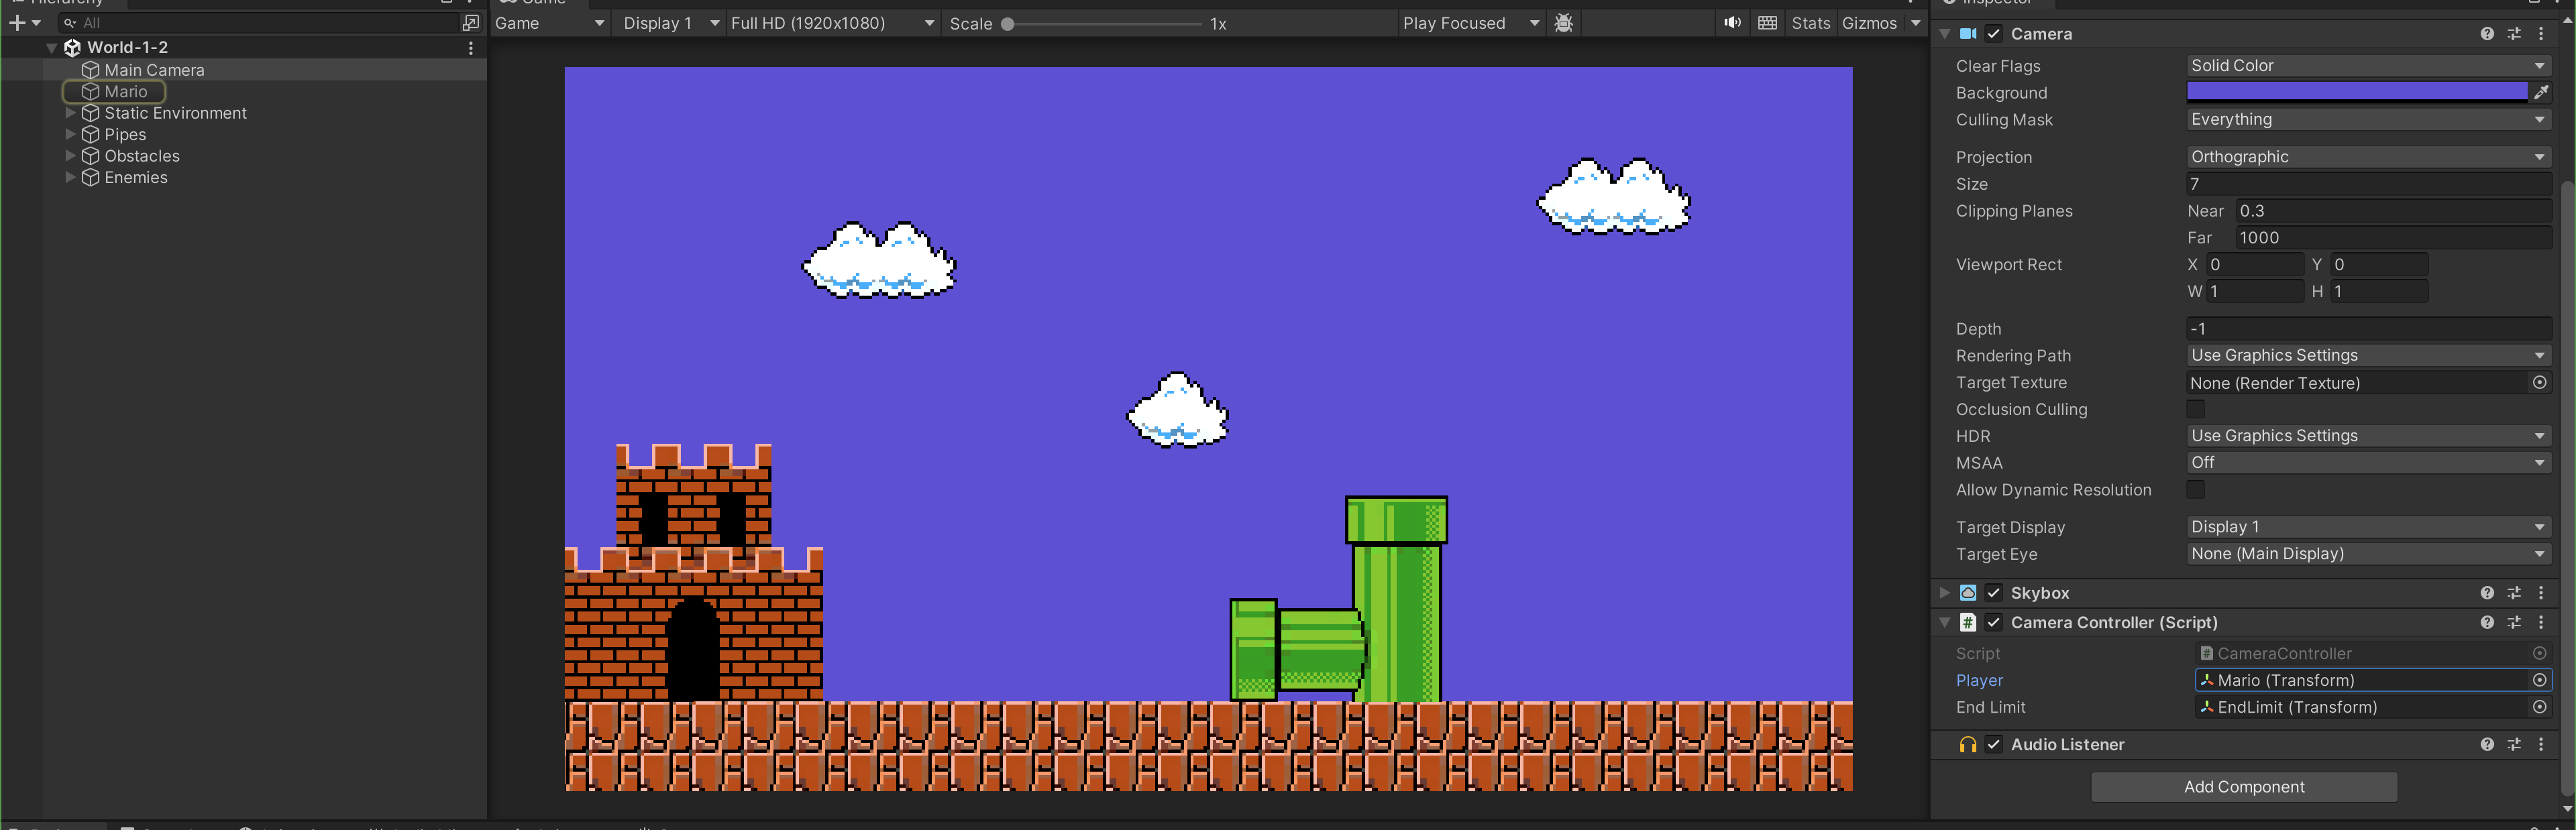 Hierarchy
Game
Inspector
All
World-1-2
Main Camera
Mario
Static Environment
Pipes
Obstacles
Enemies
Game
Display 1
Full HD (1920x1080)
Scale
1x
Play Focused
Stats
Gizmos
Camera
Clear Flags
Solid Color
Background
Culling Mask
Everything
Projection
Orthographic
Size
7
Clipping Planes
Near 0.3
Far 1000
Viewport Rect
X 0 Y 0
W 1 H 1
Depth
-1
Rendering Path
Use Graphics Settings
Target Texture
None (Render Texture)
Occlusion Culling
HDR
Use Graphics Settings
MSAA
Off
Allow Dynamic Resolution
Target Display
Display 1
Target Eye
None (Main Display)
Skybox
Camera Controller (Script)
Script
CameraController
Player
Mario (Transform)
End Limit
EndLimit (Transform)
Audio Listener
Add Component